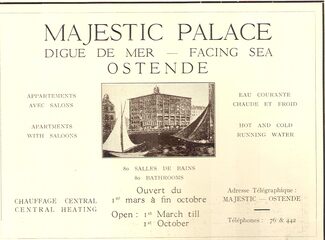 MAJESTIC PALACE
DIGUE DE MER — FACING SEA
OSTENDE
APPARTEMENTS
AVEC SALONS
APARTMENTS
WITH SALOONS
EAU COURANTE
CHAUDE ET FROID
HOT AND COLD
RUNNING WATER
80 SALLES DE BAINS
80 BATHROOMS
CHAUFFAGE CENTRAL
CENTRAL HEATING
Ouvert du
1er mars à fin octobre
Open : 1st March till
1st October
Adresse Télégraphique :
MAJESTIC — OSTENDE
Téléphones : 76 & 442